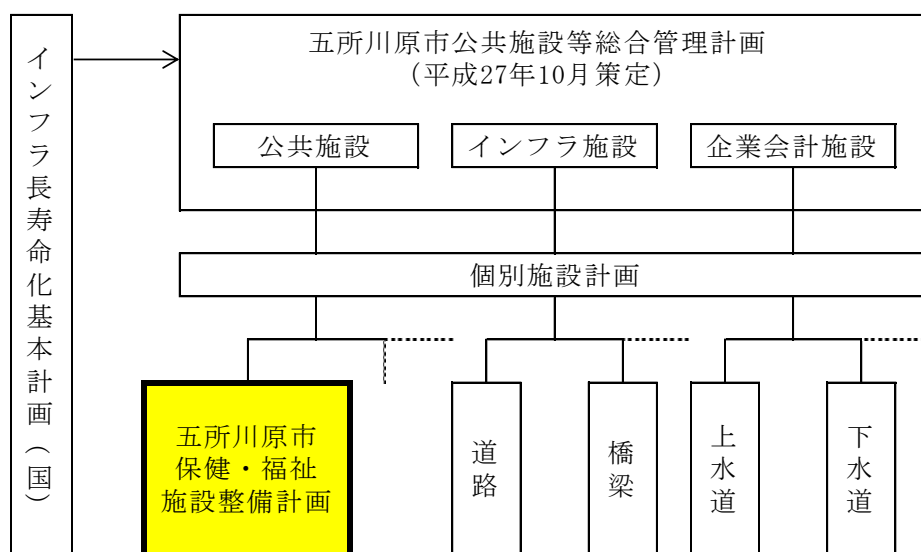 インフラ長寿命化基本計画（国）
五所川原市公共施設等総合管理計画
（平成27年10月策定）
公共施設
インフラ施設
企業会計施設
個別施設計画
五所川原市
保健・福祉
施設整備計画
道路
橋梁
上水道
下水道